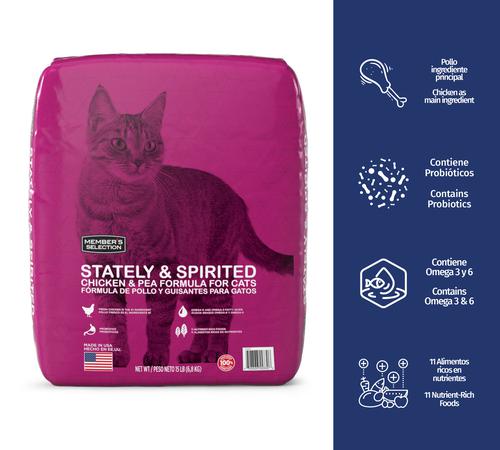 MEMBER'S
SELECTION
STATELY & SPIRITED
CHICKEN & PEA FORMULA FOR CATS
FÓRMULA DE POLLO Y GUISANTES PARA GATOS
MADE IN USA
HECHO EN EE.UU.
NET WT / PESO NETO 15 LB (6,8 KG)
100%
Pollo
ingrediente
principal
Chicken as
main ingredient
Contiene
Probióticos
Contains
Probiotics
Contiene
Omega 3 y 6
Contains
Omega 3 & 6
11 Alimentos
ricos en
nutrientes
11 Nutrient-Rich
Foods